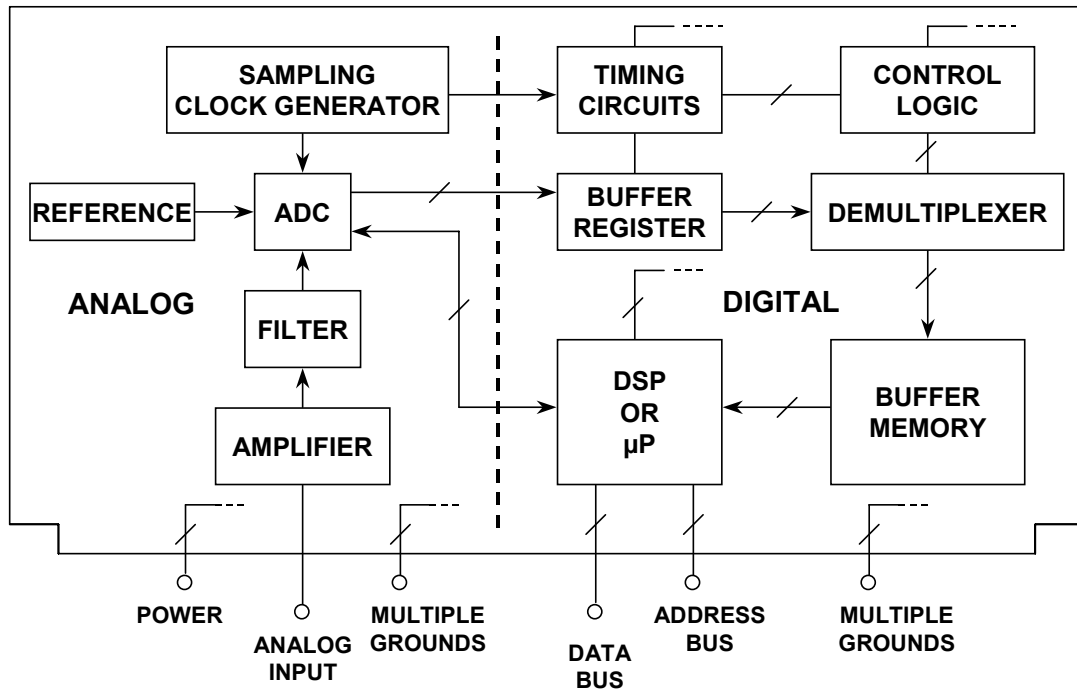 SAMPLING
CLOCK GENERATOR
TIMING
CIRCUITS
CONTROL
LOGIC
REFERENCE
ADC
BUFFER
REGISTER
DEMULTIPLEXER
ANALOG
DIGITAL
FILTER
DSP
OR
µP
BUFFER
MEMORY
AMPLIFIER
POWER
ANALOG
INPUT
MULTIPLE
GROUNDS
DATA
BUS
ADDRESS
BUS
MULTIPLE
GROUNDS